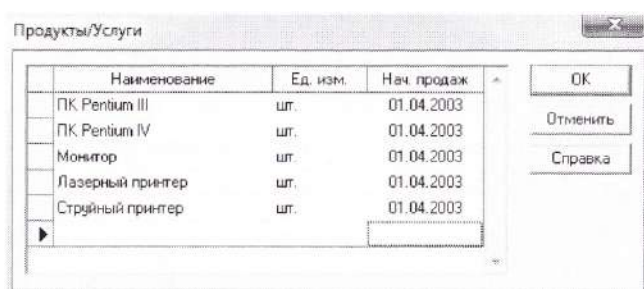 Продукты/Услуги
Наименование Ед. изм. Нач. продаж
ПК Pentium III шт. 01.04.2003
ПК Pentium IV шт. 01.04.2003
Монитор шт. 01.04.2003
Лазерный принтер шт. 01.04.2003
Струйный принтер шт. 01.04.2003
OK
Отменить
Справка